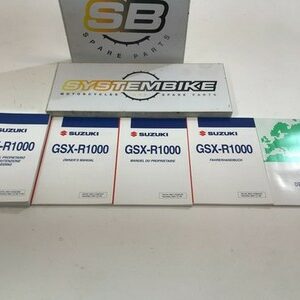 SB
SPARE PARTS
SYSTEMBIKE
MOTORCYCLES SPARE PARTS
SUZUKI
X-R1000
SUZUKI
GSX-R1000
OWNER'S MANUAL
SUZUKI
GSX-R1000
MANUEL DU PROPRIETAIRE
SUZUKI
GSX-R1000
FAHRERHANDBUCH